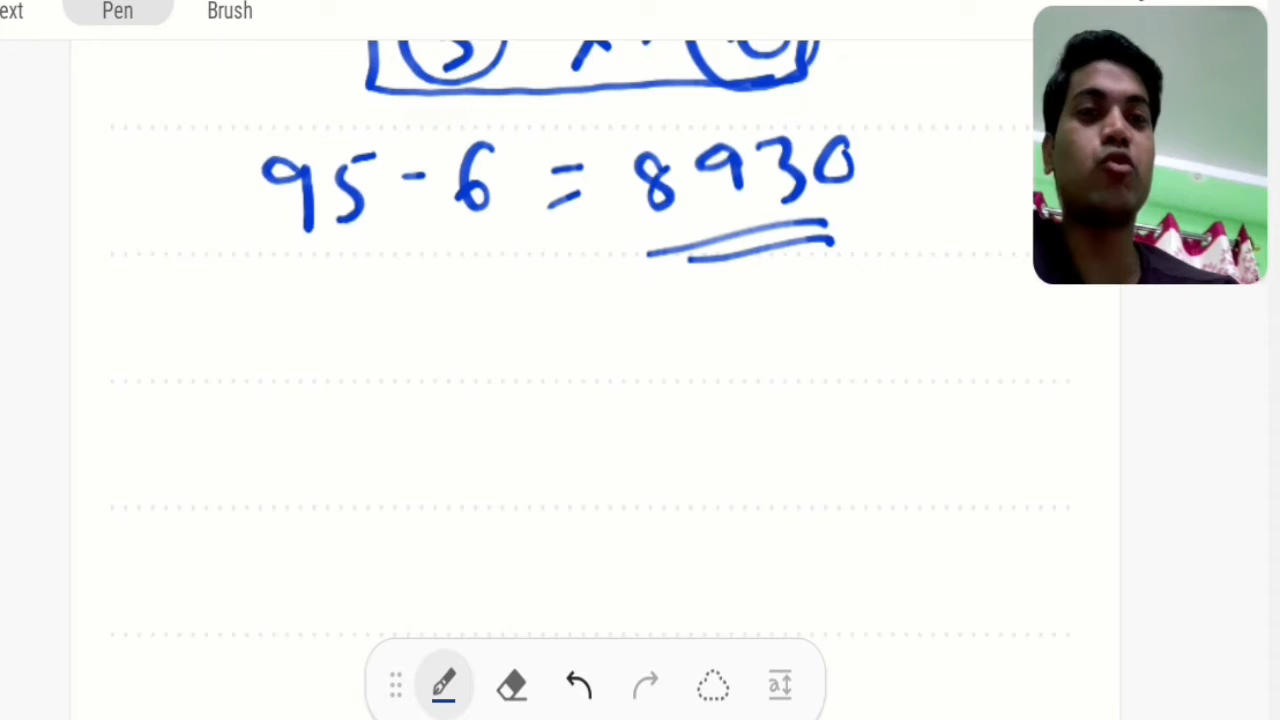 ext Pen Brush
95 - 6 = 8930